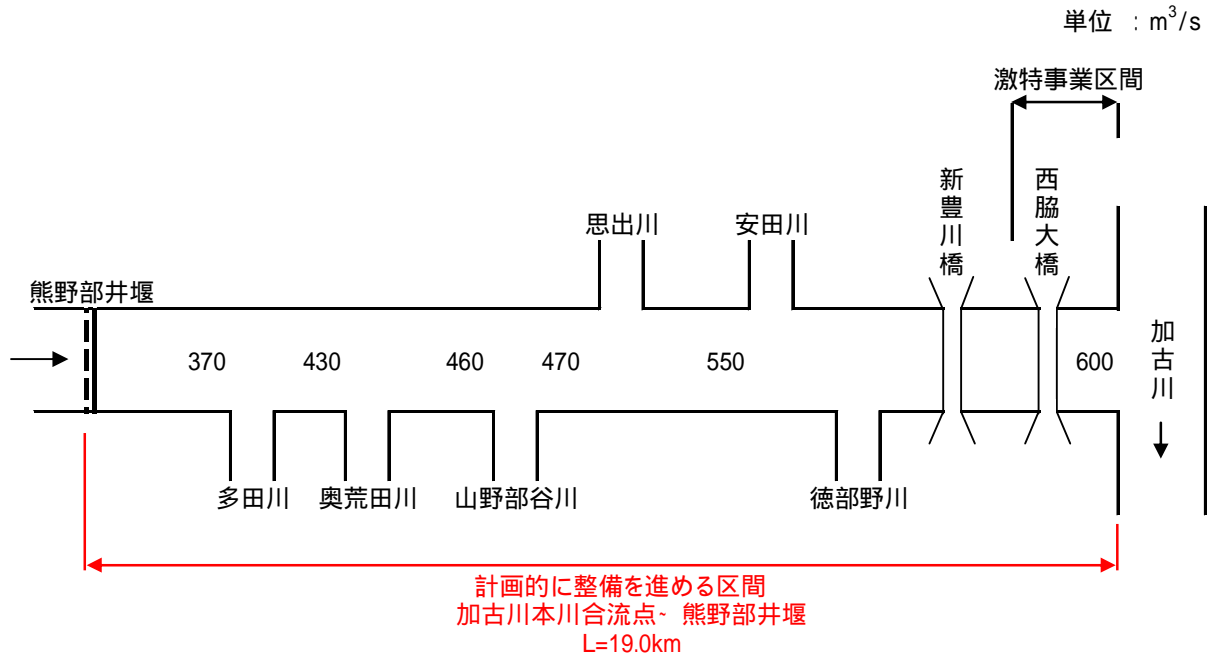 単位 : m³/s
激特事業区間
新豊川橋
西脇大橋
思出川
安田川
熊野部井堰
370
430
460
470
550
600
加古川
多田川
奥荒田川
山野部谷川
徳部野川
計画的に整備を進める区間
加古川本川合流点~ 熊野部井堰
L=19.0km